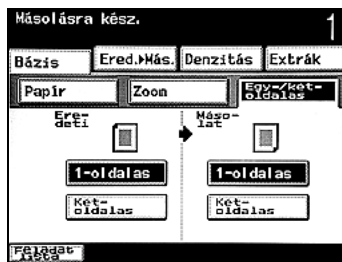 Másolásra kész. 1
Bázis Ered.▸Más. Denzitás Extrák
Papír Zoom Egy-/két-
oldalas
Ere-
deti
Máso-
lat
1-oldalas 1-oldalas
Két-
oldalas
Két-
oldalas
Feladat
lista